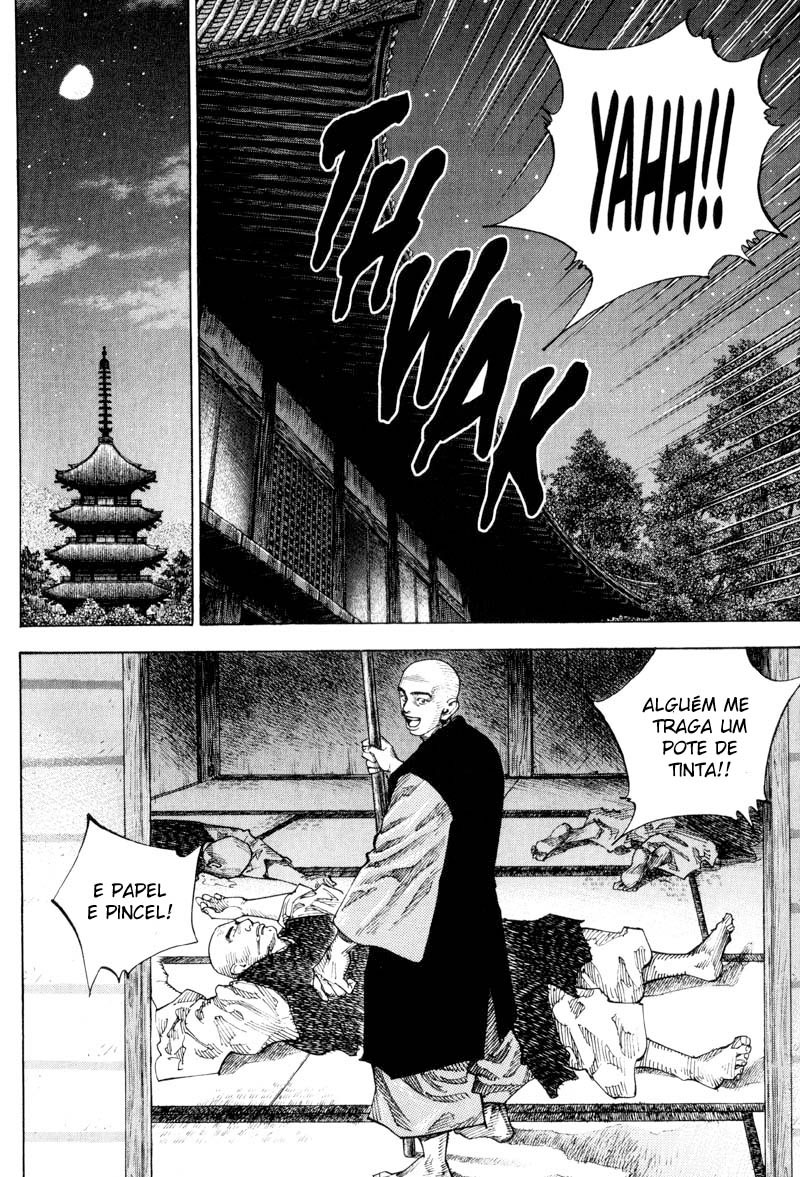 YAHH!!
THWAK
ALGUÉM ME
TRAGA UM
POTE DE
TINTA!!
E PAPEL
E PINCEL!